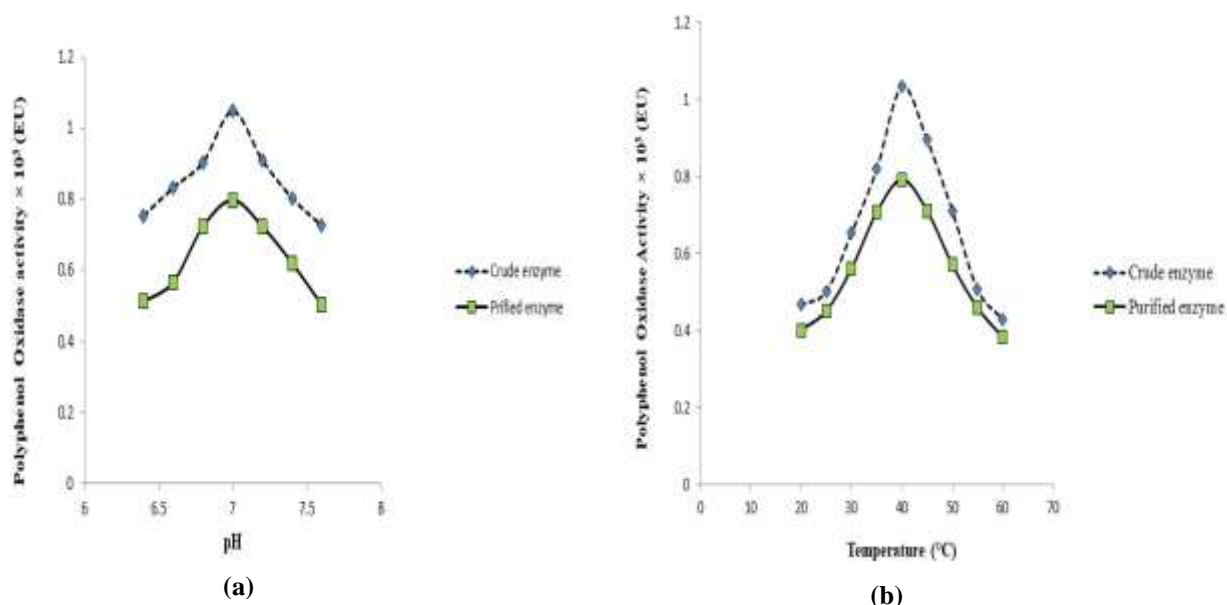 Polyphenol Oxidase activity × 10³ (EU)
1.2
1
0.8
0.6
0.4
0.2
0
6
6.5
7
7.5
8
pH
Crude enzyme
Prified enzyme
(a)
Polyphenol Oxidase Activity × 10³ (EU)
1.2
1
0.8
0.6
0.4
0.2
0
0
10
20
30
40
50
60
70
Temperature (°C)
Crude enzyme
Purified enzyme
(b)